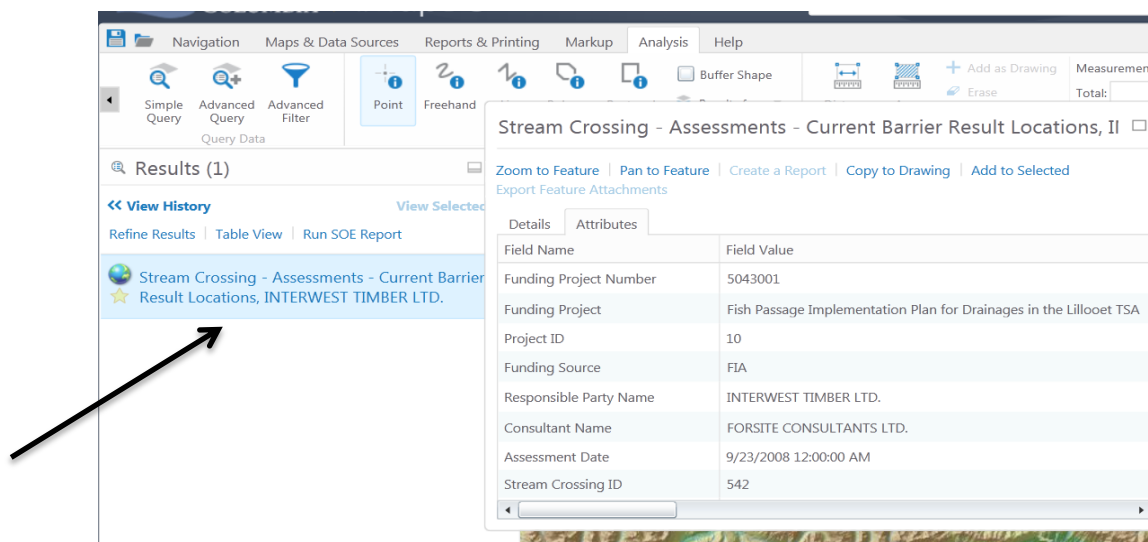 Navigation Maps & Data Sources Reports & Printing Markup Analysis Help
Simple Query
Advanced Query
Advanced Filter
Point
Freehand
Buffer Shape
Add as Drawing
Erase
Total:
Query Data
Results (1)
View History
Refine Results Table View Run SOE Report
Stream Crossing - Assessments - Current Barrier
Result Locations, INTERWEST TIMBER LTD.
Stream Crossing - Assessments - Current Barrier Result Locations,
Zoom to Feature Pan to Feature Create a Report Copy to Drawing Add to Selected
Export Feature Attachments
Details Attributes
Field Name Field Value
Funding Project Number 5043001
Funding Project Fish Passage Implementation Plan for Drainages in the Lillooet TSA
Project ID 10
Funding Source FIA
Responsible Party Name INTERWEST TIMBER LTD.
Consultant Name FORSITE CONSULTANTS LTD.
Assessment Date 9/23/2008 12:00:00 AM
Stream Crossing ID 542